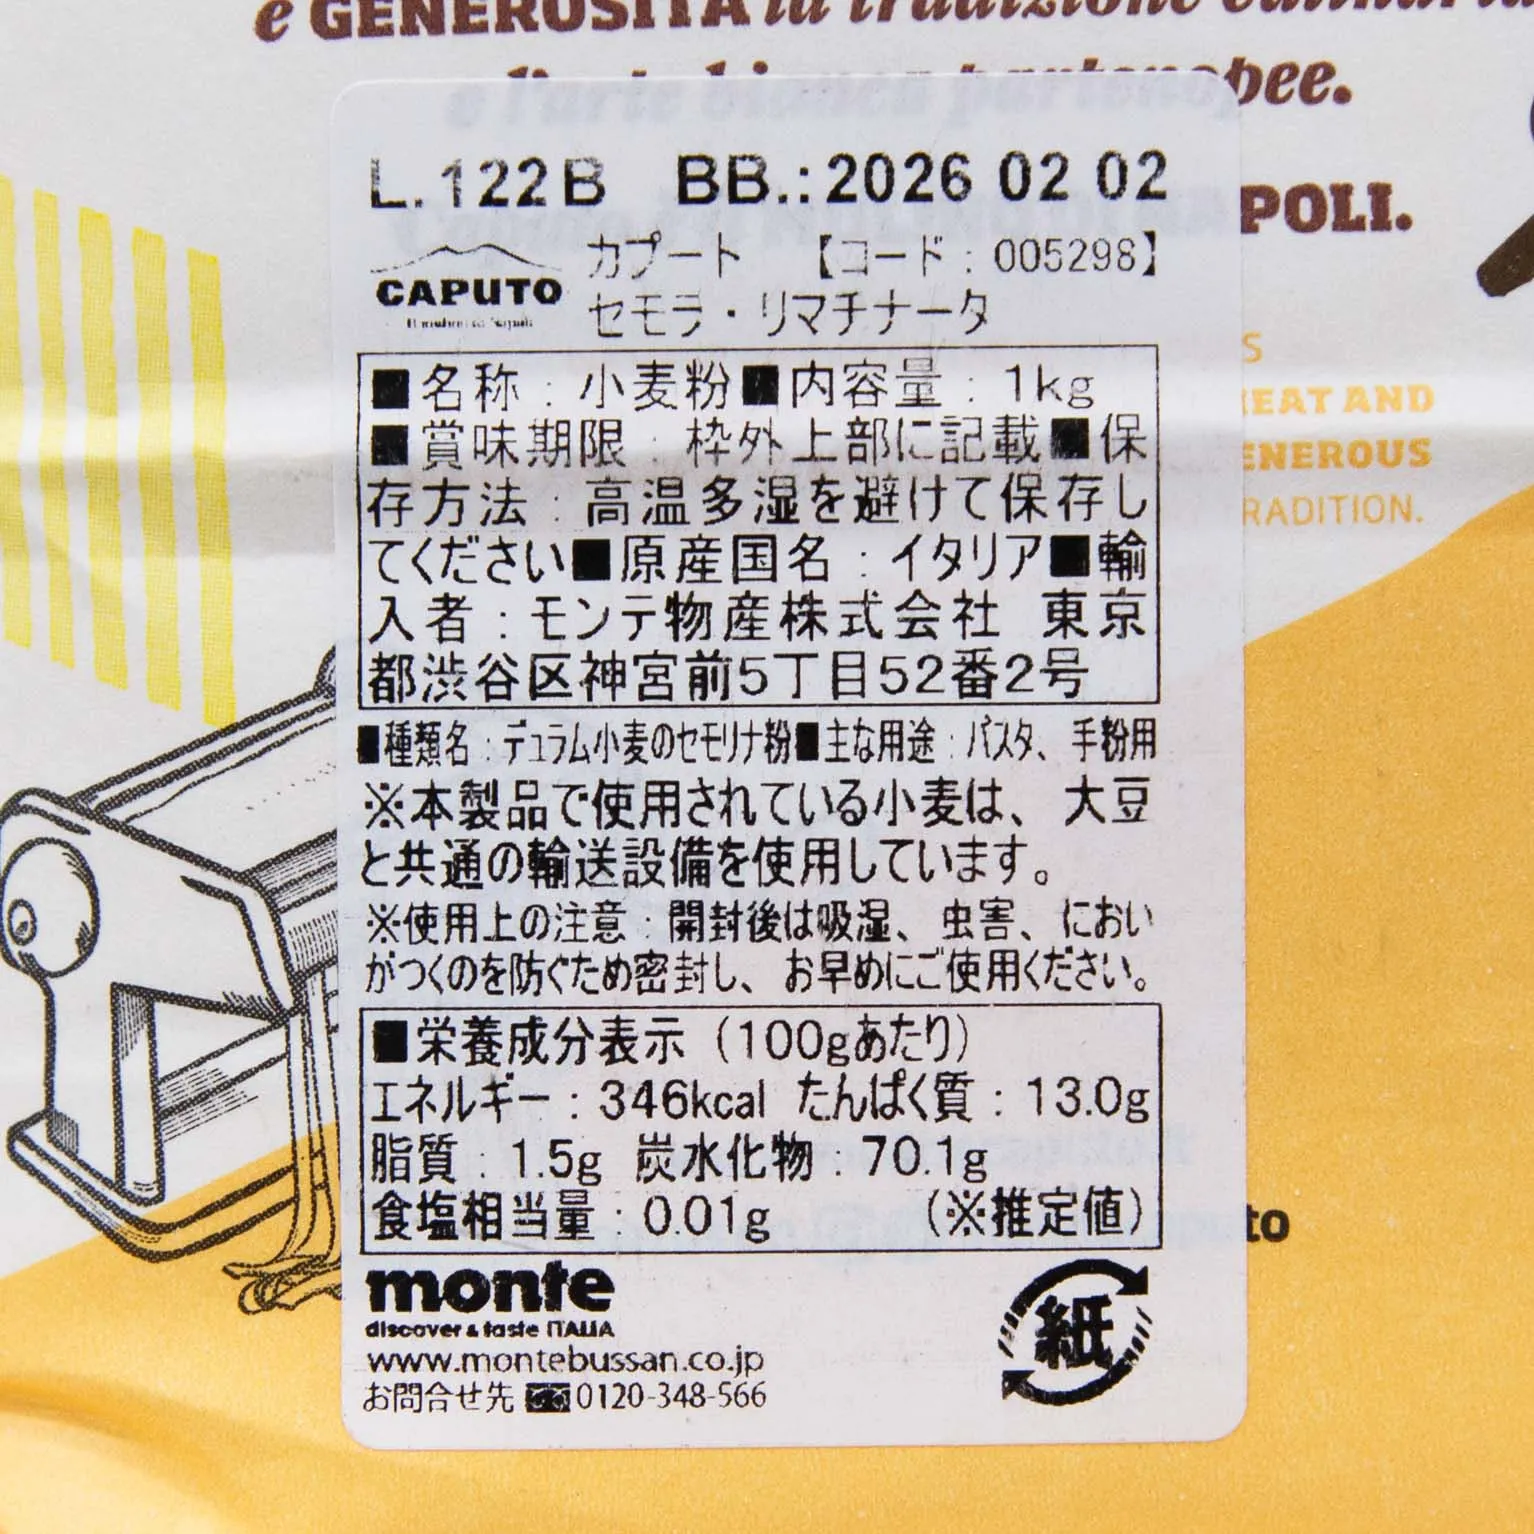 e GENEROSITÀ la tradizione culinaria
e l'arte bianca partenopee.
L.122B BB.:2026 02 02
POLI.
CAPUTO
カプート 【コード:005298】
セモラ・リマチナータ
■名称:小麦粉■内容量:1kg
■賞味期限:枠外上部に記載■保
存方法:高温多湿を避けて保存し
てください■原産国名:イタリア■輸
入者:モンテ物産株式会社 東京
都渋谷区神宮前5丁目52番2号
S
EAT AND
ENEROUS
RADITION.
■種類名:デュラム小麦のセモリナ粉■主な用途:パスタ、手粉用
※本製品で使用されている小麦は、大豆
と共通の輸送設備を使用しています。
※使用上の注意:開封後は吸湿、虫害、におい
がつくのを防ぐため密封し、お早めにご使用ください。
■栄養成分表示(100gあたり)
エネルギー:346kcal たんぱく質:13.0g
脂質:1.5g 炭水化物:70.1g
食塩相当量:0.01g (※推定値)
to
monte
discover & taste ITALIA
www.montebussan.co.jp
お問合せ先 0120-348-566
紙